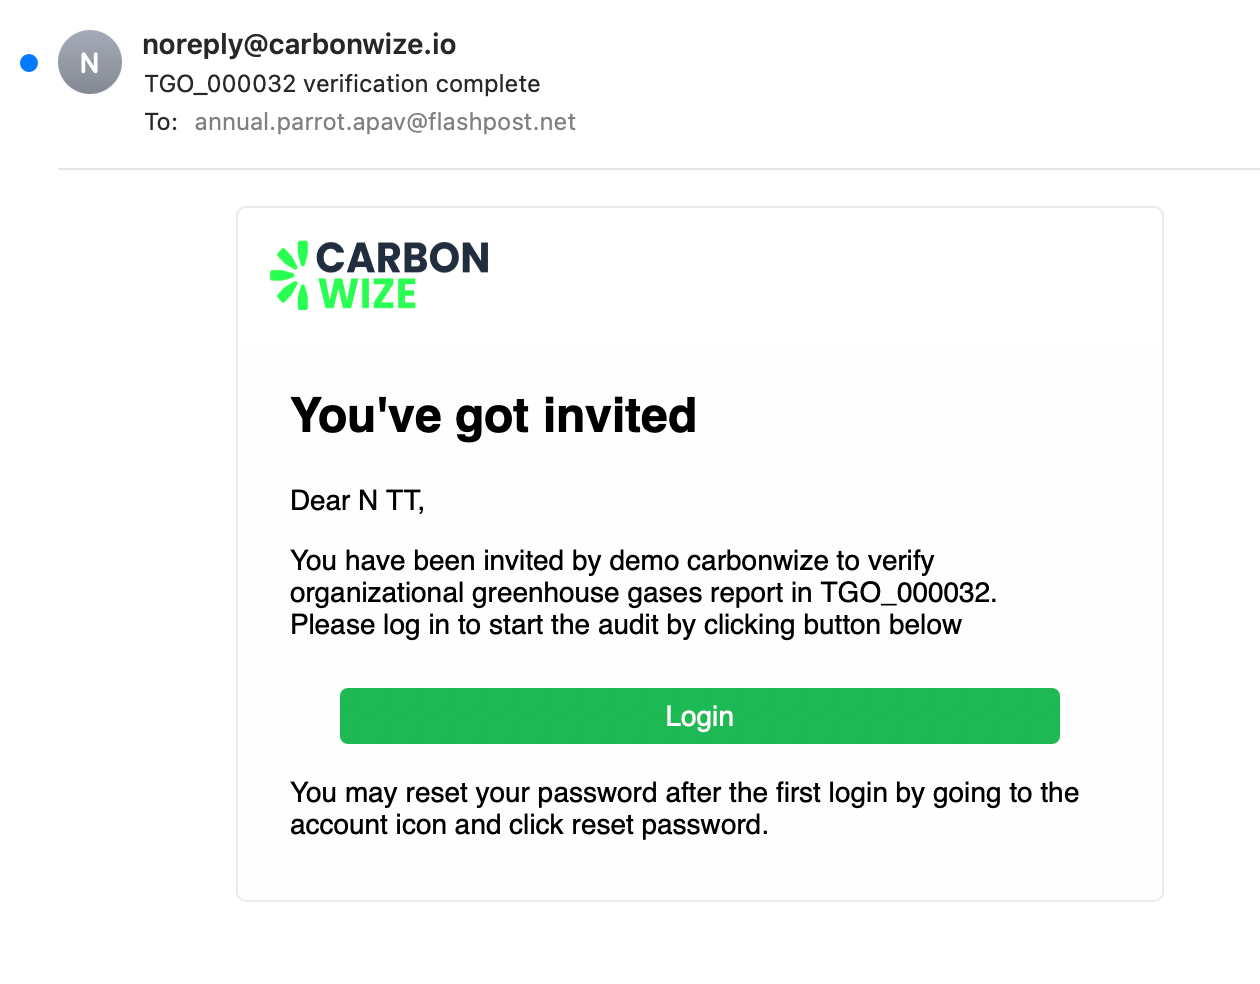 N
noreply@carbonwize.io
TGO_000032 verification complete
To: annual.parrot.apav@flashpost.net
CARBON
WIZE
You've got invited
Dear N TT,
You have been invited by demo carbonwize to verify
organizational greenhouse gases report in TGO_000032.
Please log in to start the audit by clicking button below
Login
You may reset your password after the first login by going to the
account icon and click reset password.